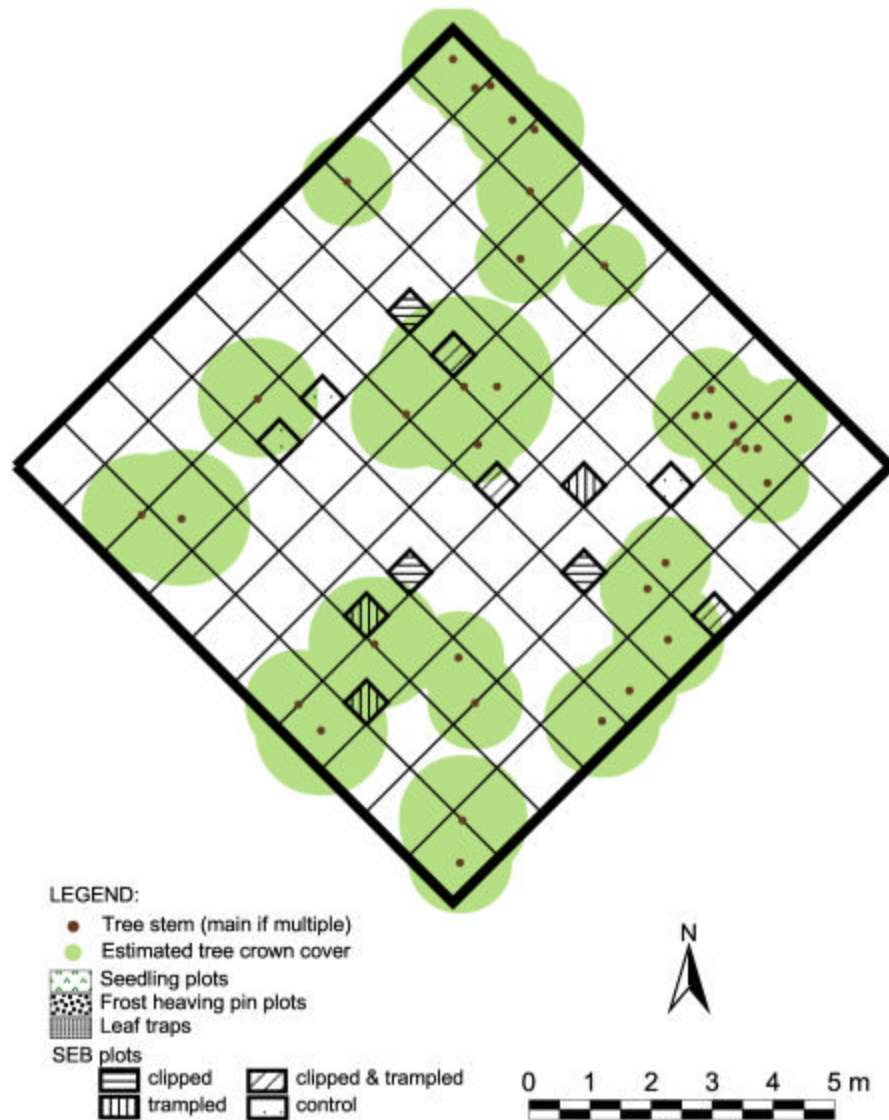 LEGEND:
Tree stem (main if multiple)
Estimated tree crown cover
Seedling plots
Frost heaving pin plots
Leaf traps
SEB plots
clipped clipped & trampled
trampled control
N
0 1 2 3 4 5 m